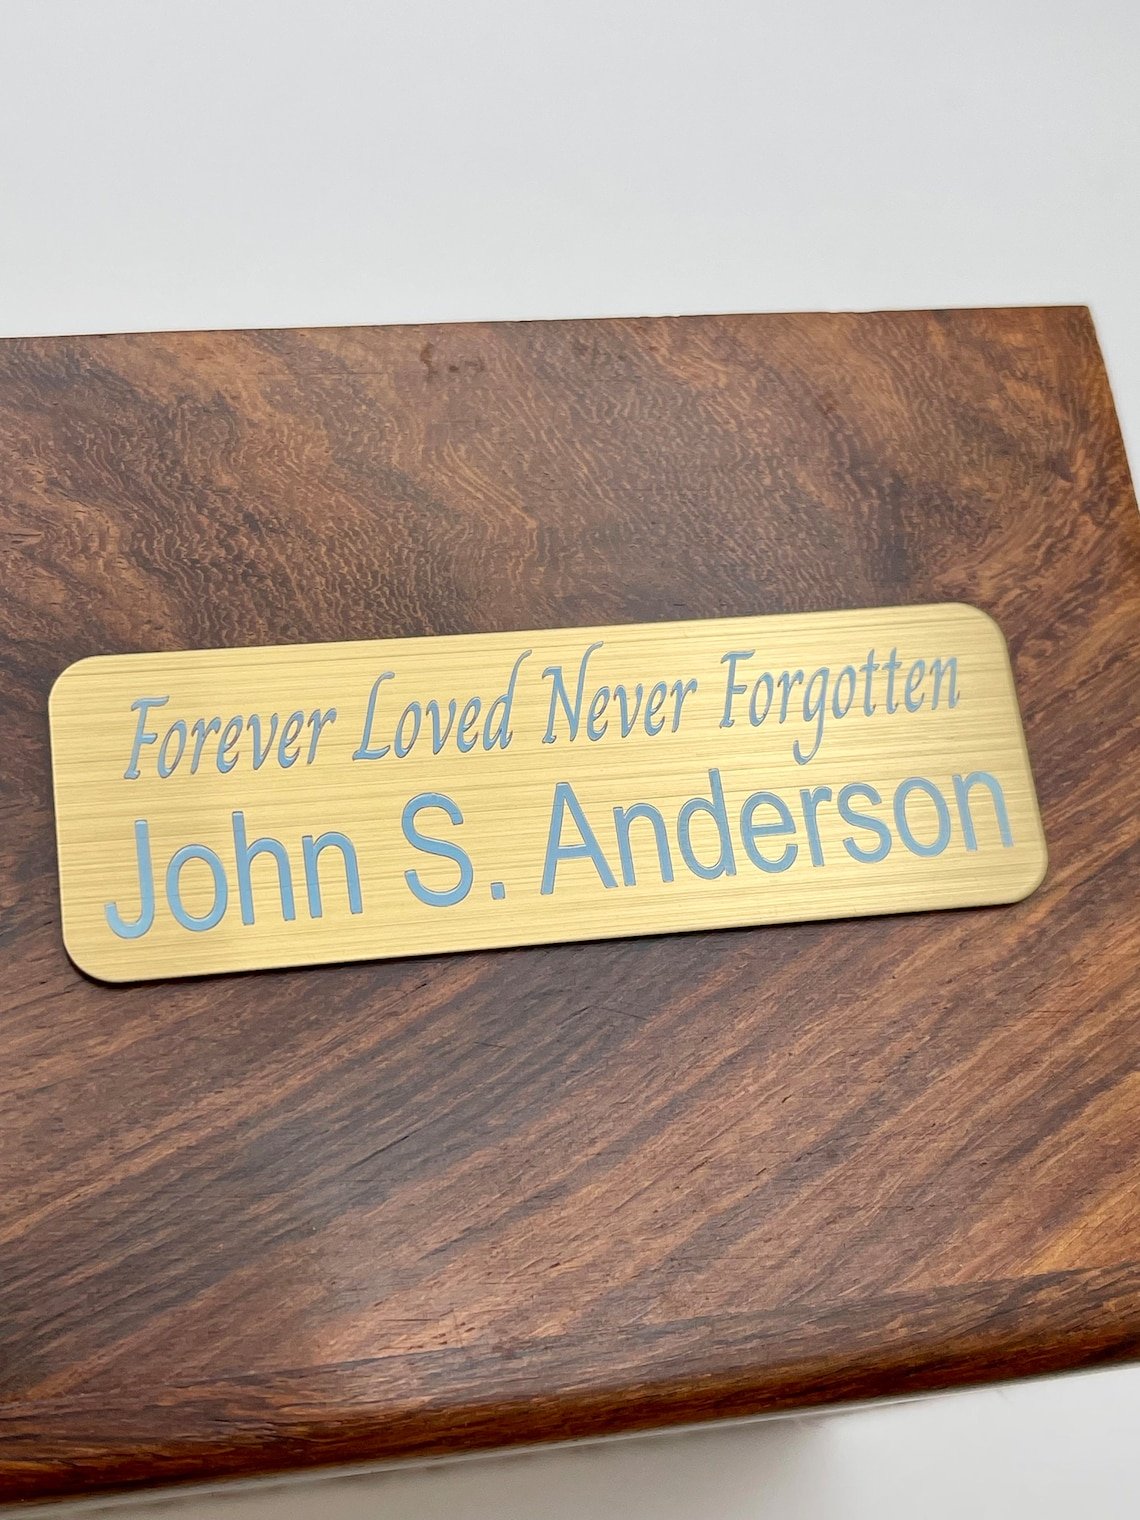 Forever Loved Never Forgotten
John S. Anderson